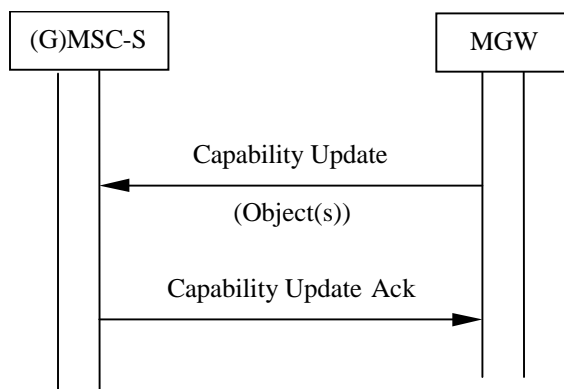 (G)MSC-S
MGW
Capability Update
(Object(s))
Capability Update Ack